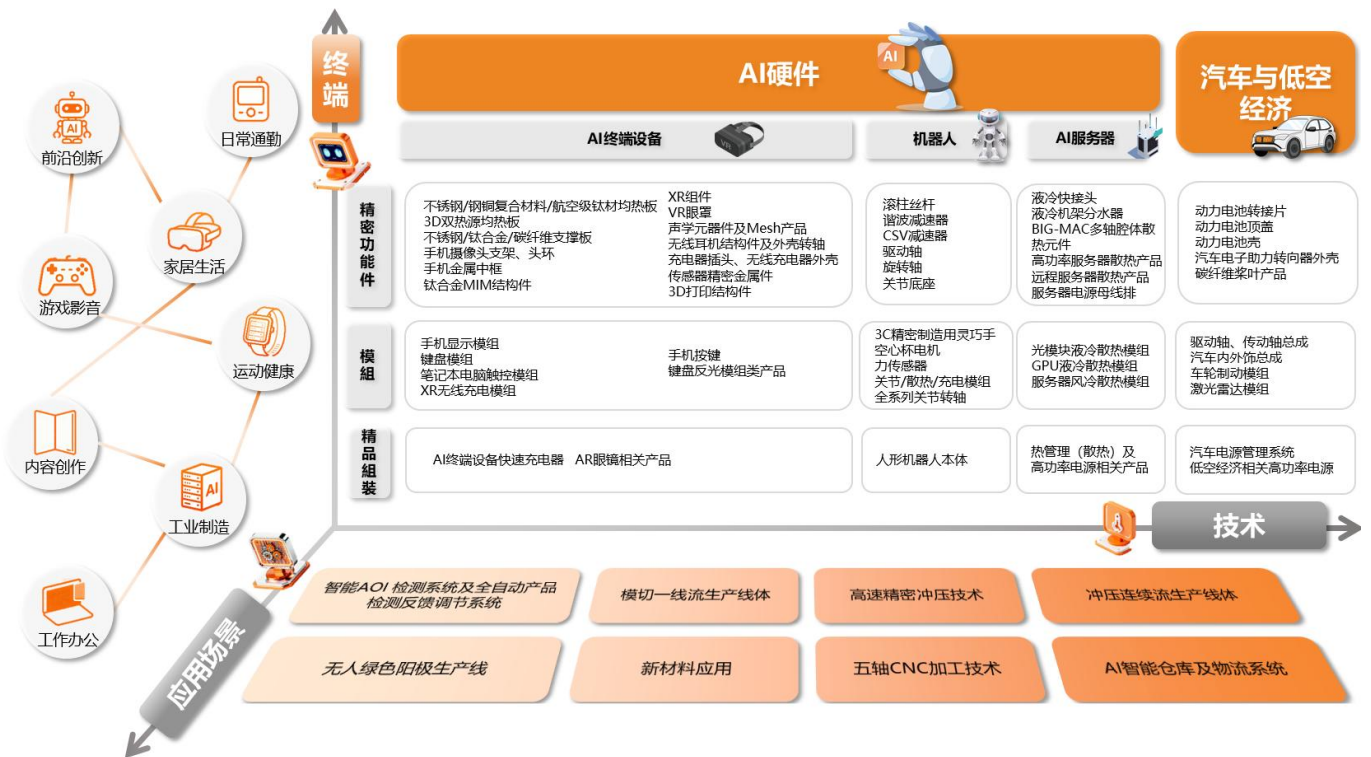 终端
AI硬件
AI
汽车与低空
经济
AI终端设备
VR
机器人
AI服务器
精密功能件
不锈钢/钢铜复合材料/航空级钛材均热板
3D双热源均热板
不锈钢/钛合金/碳纤维支撑板
手机摄像头支架、头环
手机金属中框
钛合金MIM结构件
XR组件
VR眼罩
声学元器件及Mesh产品
无线耳机结构件及外壳转轴
充电器插头、无线充电器外壳
传感器精密金属件
3D打印结构件
滚柱丝杆
谐波减速器
CSV减速器
驱动轴
旋转轴
关节底座
液冷快接头
液冷机架分水器
BIG-MAC多轴腔体散
热元件
高功率服务器散热产品
远程服务器散热产品
服务器电源母线排
动力电池转接片
动力电池顶盖
动力电池壳
汽车电子助力转向器外壳
碳纤维桨叶产品
模組
手机显示模组
键盘模组
笔记本电脑触控模组
XR无线充电模组
手机按键
键盘反光模组类产品
3C精密制造用灵巧手
空心杯电机
力传感器
关节/散热/充电模组
全系列关节转轴
光模块液冷散热模组
GPU液冷散热模组
服务器风冷散热模组
驱动轴、传动轴总成
汽车内外饰总成
车轮制动模组
激光雷达模组
精品組裝
AI终端设备快速充电器 AR眼镜相关产品
人形机器人本体
热管理（散热）及
高功率电源相关产品
汽车电源管理系统
低空经济相关高功率电源
技术
AI
前沿创新
日常通勤
家居生活
游戏影音
运动健康
内容创作
AI
工业制造
工作办公
应用场景
智能AOI 检测系统及全自动产品
检测反馈调节系统
模切一线流生产线体
高速精密冲压技术
冲压连续流生产线体
无人绿色阳极生产线
新材料应用
五轴CNC加工技术
AI智能仓库及物流系统